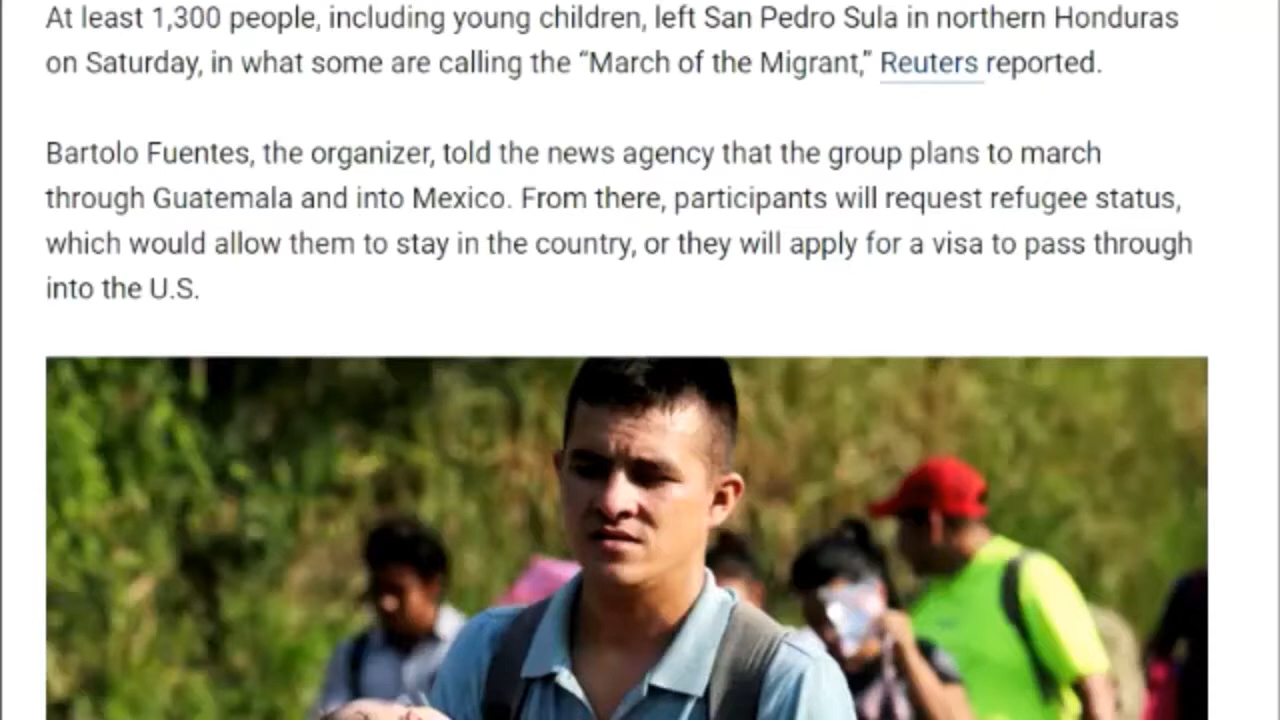 At least 1,300 people, including young children, left San Pedro Sula in northern Honduras
on Saturday, in what some are calling the “March of the Migrant,” Reuters reported.
Bartolo Fuentes, the organizer, told the news agency that the group plans to march
through Guatemala and into Mexico. From there, participants will request refugee status,
which would allow them to stay in the country, or they will apply for a visa to pass through
into the U.S.